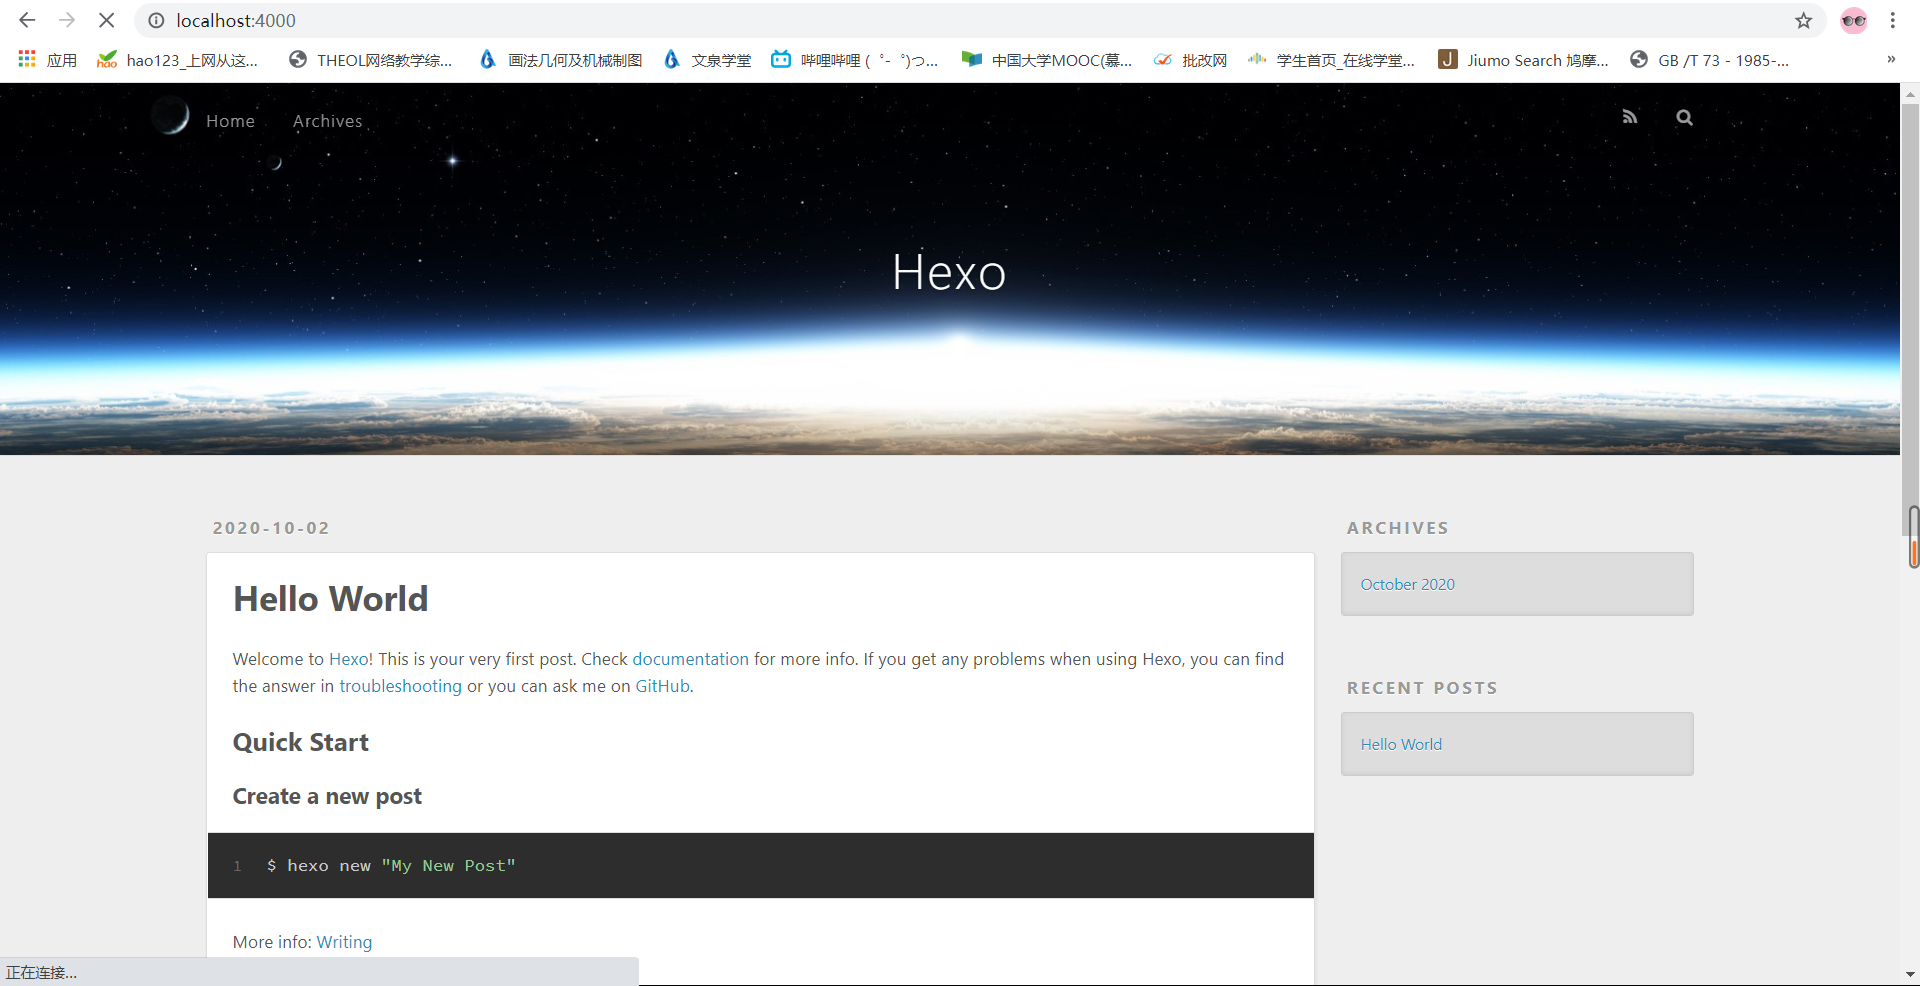 localhost:4000
应用 hao123_上网从这... THEOL网络教学综... 画法几何及机械制图 文泉学堂 哔哩哔哩 (゜-゜)つ... 中国大学MOOC(慕... 批改网 学生首页_在线学堂... Jiumo Search 鸠摩... GB /T 73 - 1985-... »
Home Archives
Hexo
2020-10-02
Hello World
Welcome to Hexo! This is your very first post. Check documentation for more info. If you get any problems when using Hexo, you can find
the answer in troubleshooting or you can ask me on GitHub.
Quick Start
Create a new post
1 $ hexo new "My New Post"
More info: Writing
ARCHIVES
October 2020
RECENT POSTS
Hello World
正在连接...